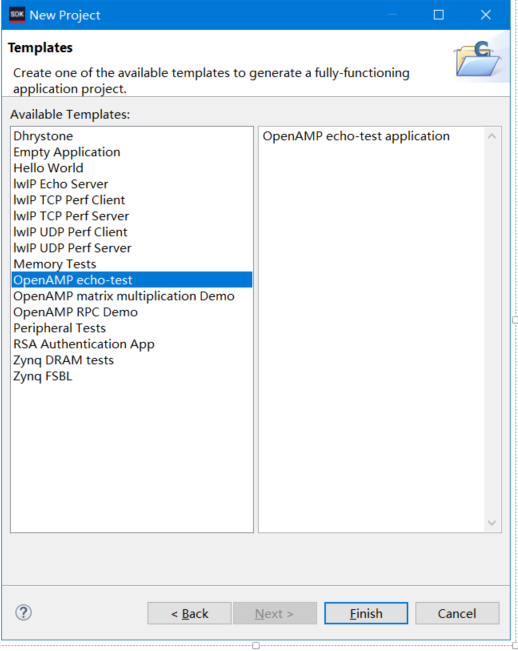 SDK New Project
Templates
Create one of the available templates to generate a fully-functioning
application project.
C
Available Templates:
Dhrystone
Empty Application
Hello World
lwIP Echo Server
lwIP TCP Perf Client
lwIP TCP Perf Server
lwIP UDP Perf Client
lwIP UDP Perf Server
Memory Tests
OpenAMP echo-test
OpenAMP matrix multiplication Demo
OpenAMP RPC Demo
Peripheral Tests
RSA Authentication App
Zynq DRAM tests
Zynq FSBL
OpenAMP echo-test application
? < Back Next > Finish Cancel